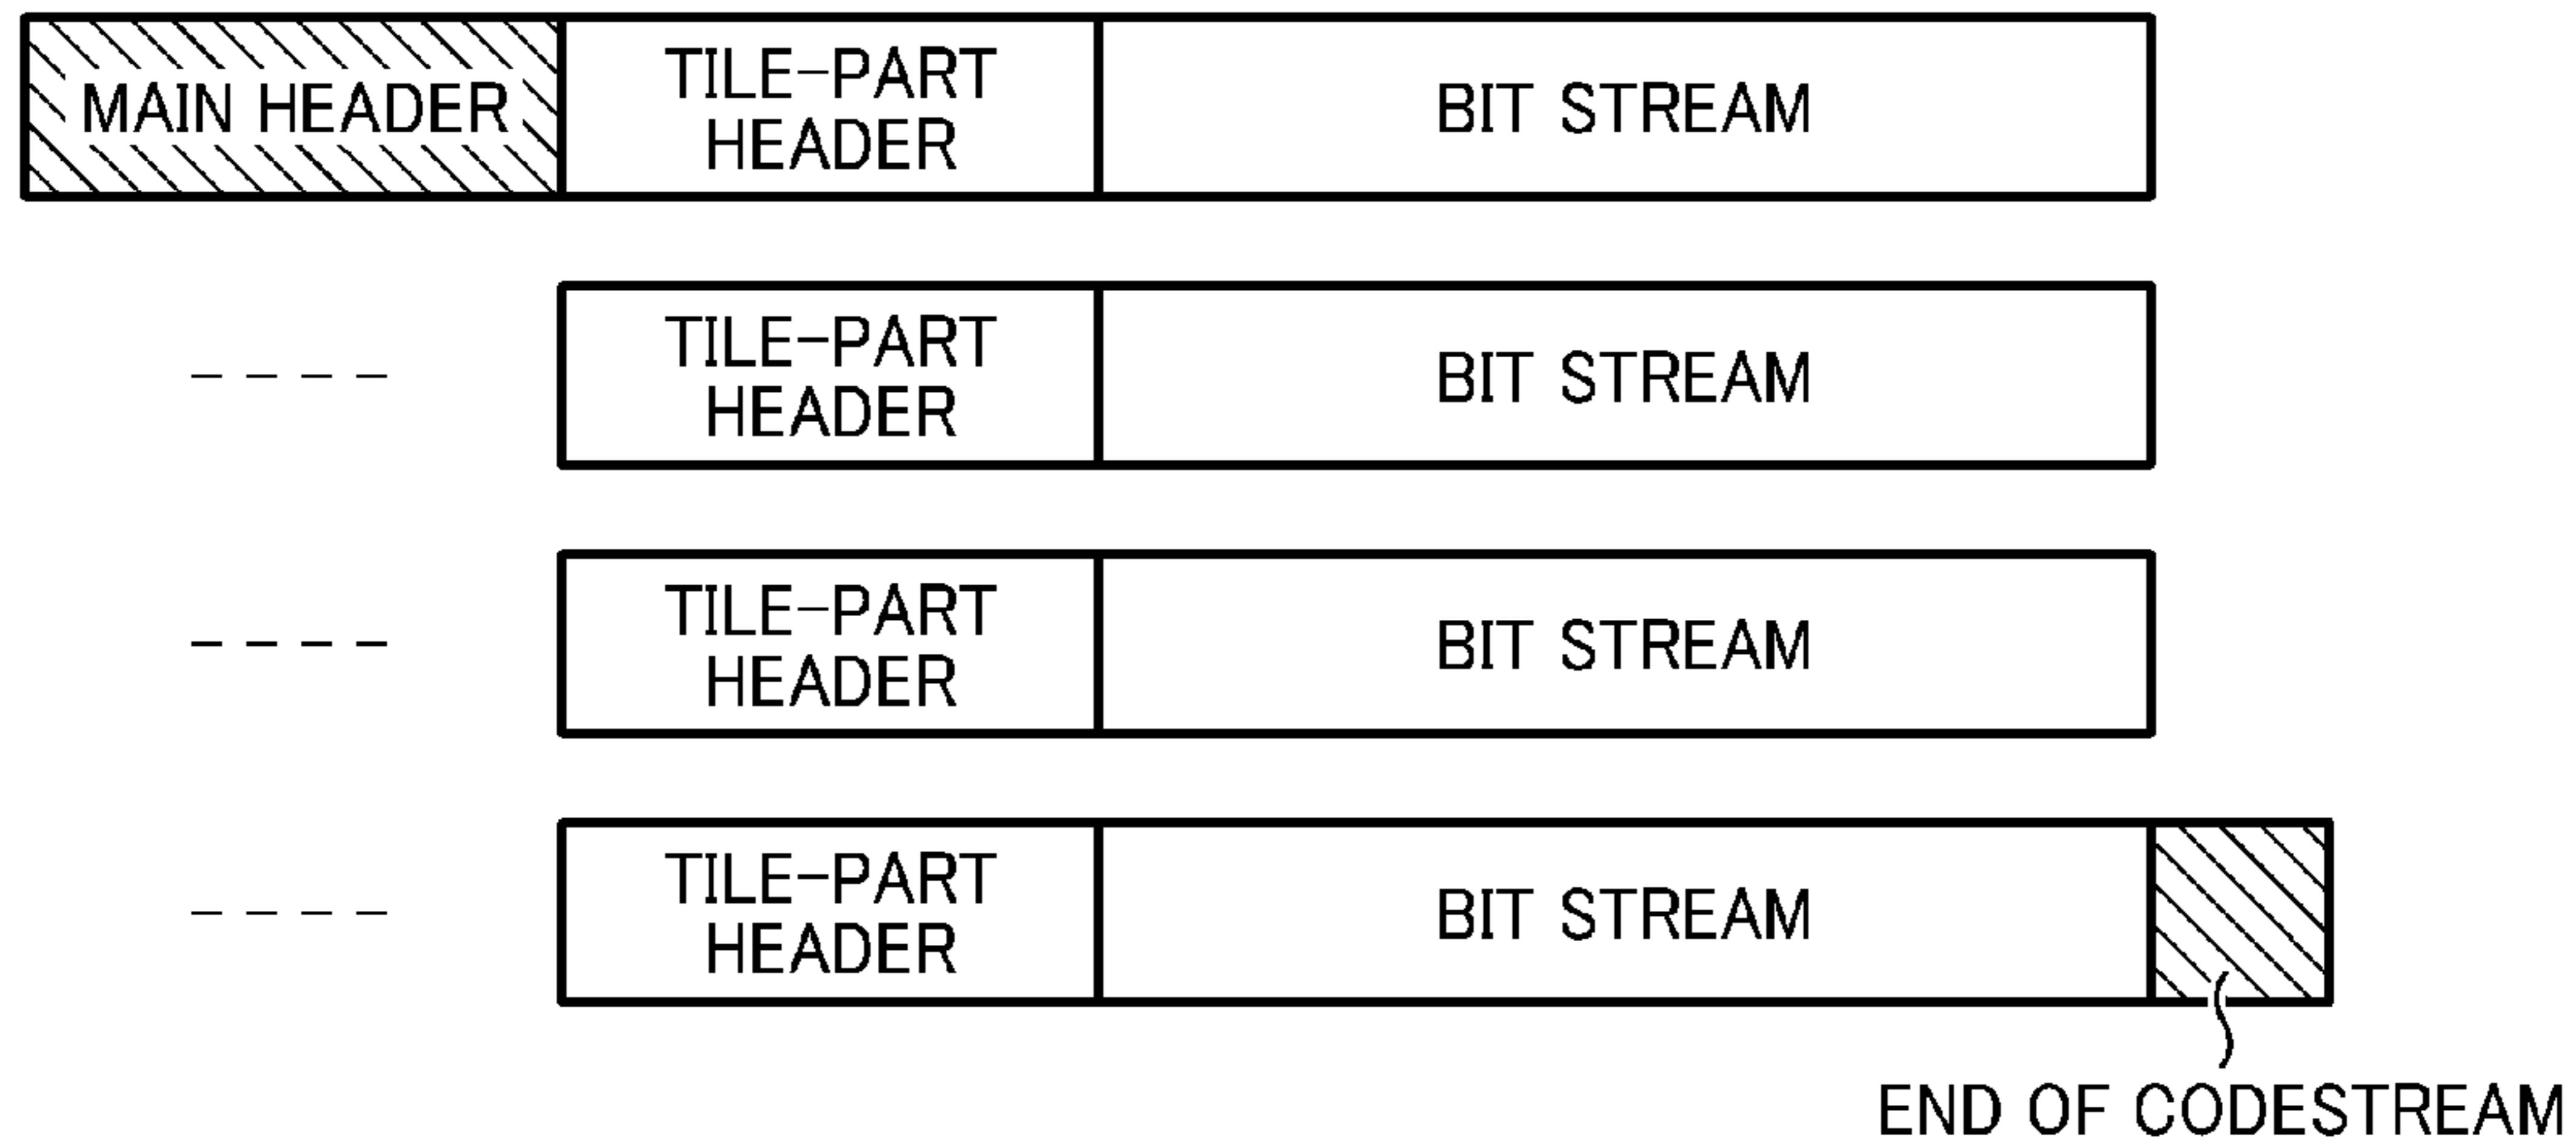 MAIN HEADER
TILE-PART
HEADER
BIT STREAM
TILE-PART
HEADER
BIT STREAM
TILE-PART
HEADER
BIT STREAM
TILE-PART
HEADER
BIT STREAM
END OF CODESTREAM